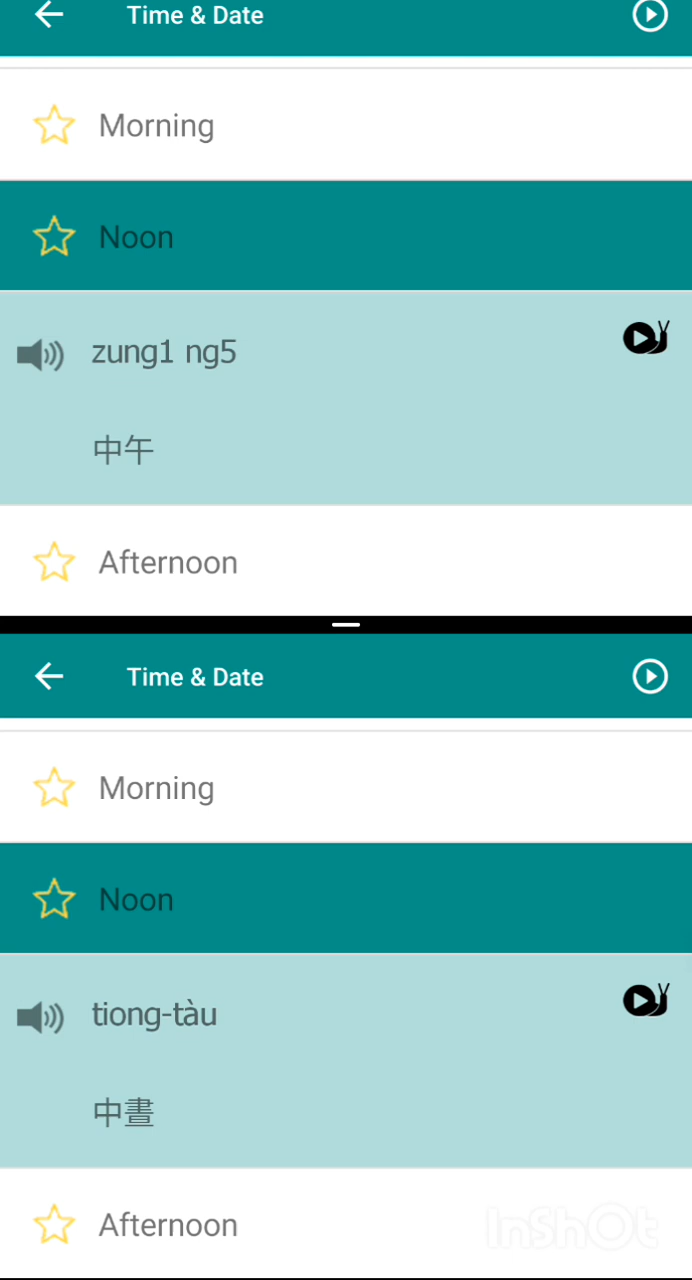 Time & Date
Morning
Noon
zung1 ng5
中午
Afternoon
Time & Date
Morning
Noon
tiong-tàu
中晝
Afternoon
InShOt